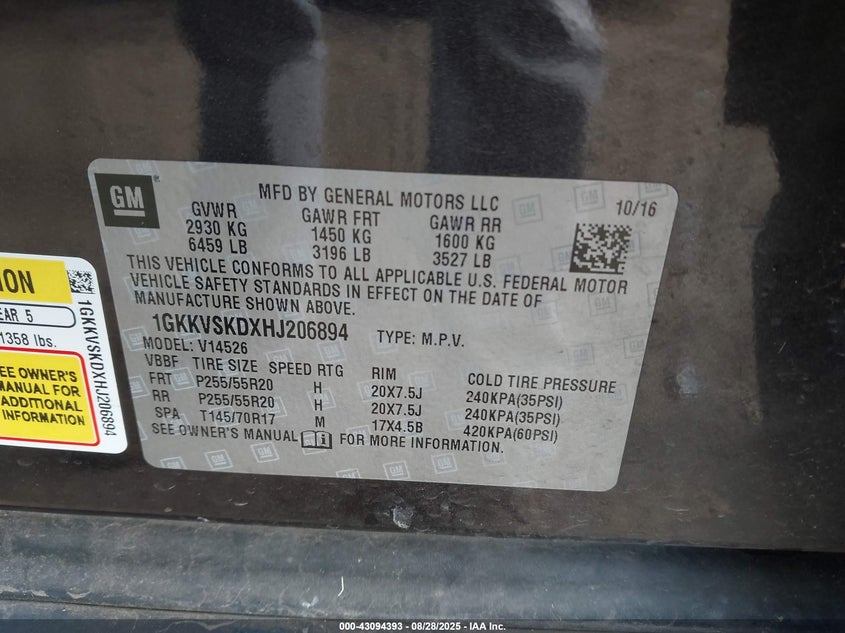 GM
MFD BY GENERAL MOTORS LLC
10/16
GVWR GAWR FRT GAWR RR
2930 KG 1450 KG 1600 KG
6459 LB 3196 LB 3527 LB
THIS VEHICLE CONFORMS TO ALL APPLICABLE U.S. FEDERAL MOTOR
VEHICLE SAFETY STANDARDS IN EFFECT ON THE DATE OF
MANUFACTURE SHOWN ABOVE.
1GKKVSKDXHJ206894 TYPE: M.P.V.
MODEL: V14526
VBBF TIRE SIZE SPEED RTG RIM COLD TIRE PRESSURE
FRT P255/55R20 H 20X7.5J 240KPA(35PSI)
RR P255/55R20 H 20X7.5J 240KPA(35PSI)
SPA T145/70R17 M 17X4.5B 420KPA(60PSI)
SEE OWNER'S MANUAL FOR MORE INFORMATION.
ION
EAR 5
1358 lbs.
EE OWNER'S
MANUAL FOR
ADDITIONAL
INFORMATION
1GKKVSKDXHJ206894
000-43094393 - 08/28/2025 - IAA Inc.